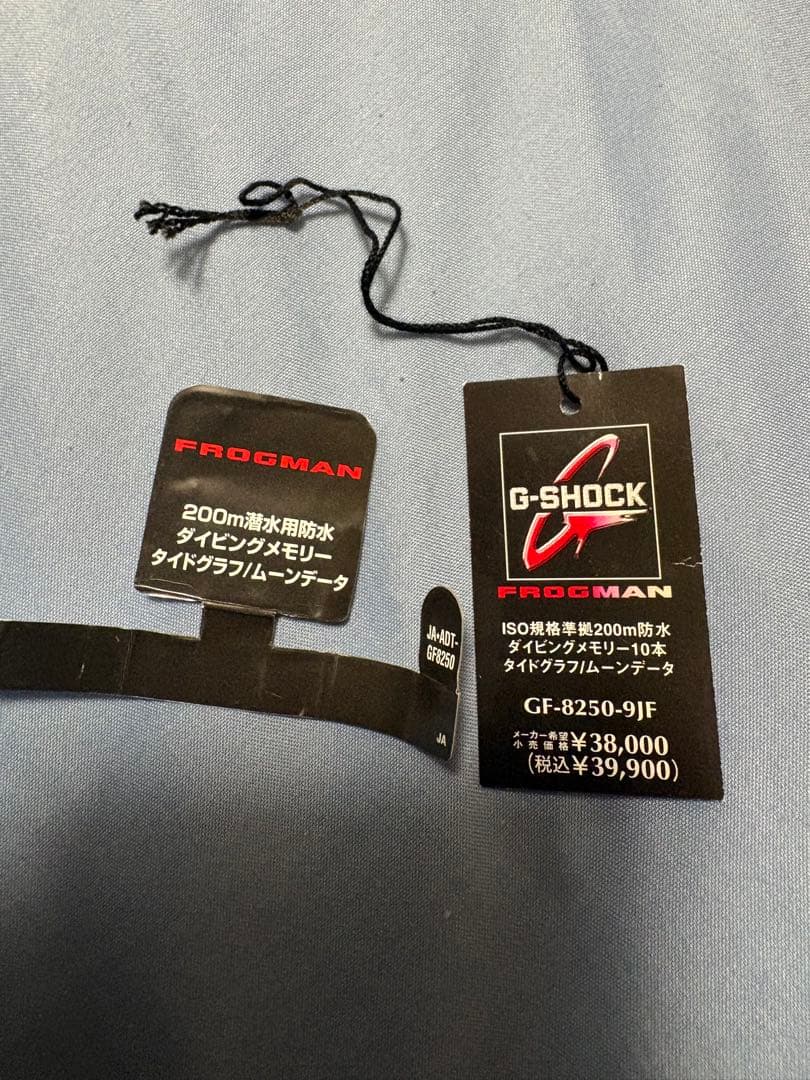 FROGMAN
200m潜水用防水
ダイビングメモリー
タイドグラフ/ムーンデータ
JA•ADT-
GF8250
JA
G-SHOCK
FROGMAN
ISO規格準拠200m防水
ダイビングメモリー10本
タイドグラフ/ムーンデータ
GF-8250-9JF
メーカー希望
小売価格 ¥38,000
(税込¥39,900)